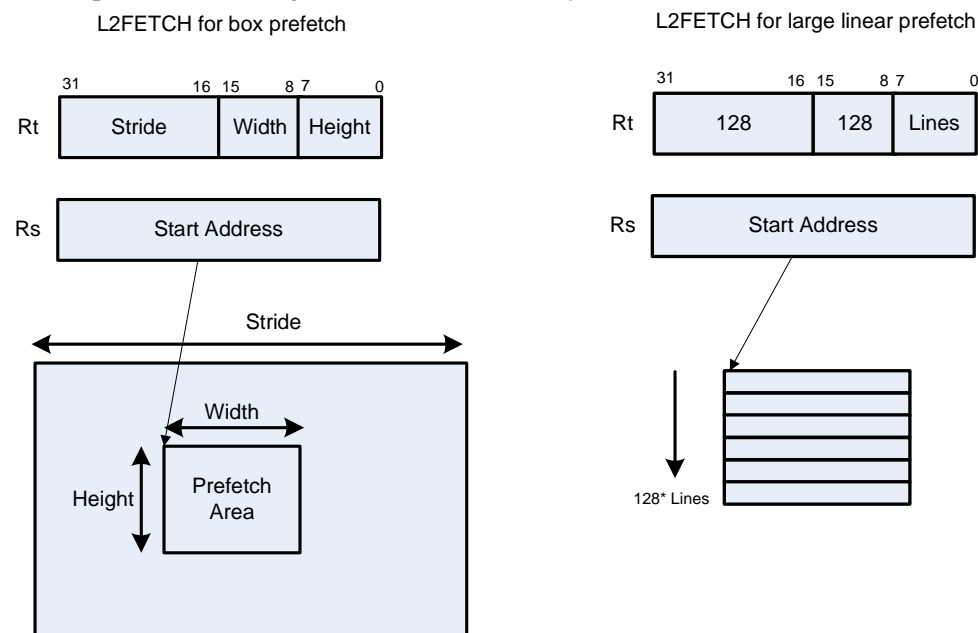 L2FETCH for box prefetch
31 16 15 8 7 0
Rt Stride Width Height
Rs Start Address
Stride
Width
Height
Prefetch
Area
L2FETCH for large linear prefetch
31 16 15 8 7 0
Rt 128 128 Lines
Rs Start Address
128* Lines